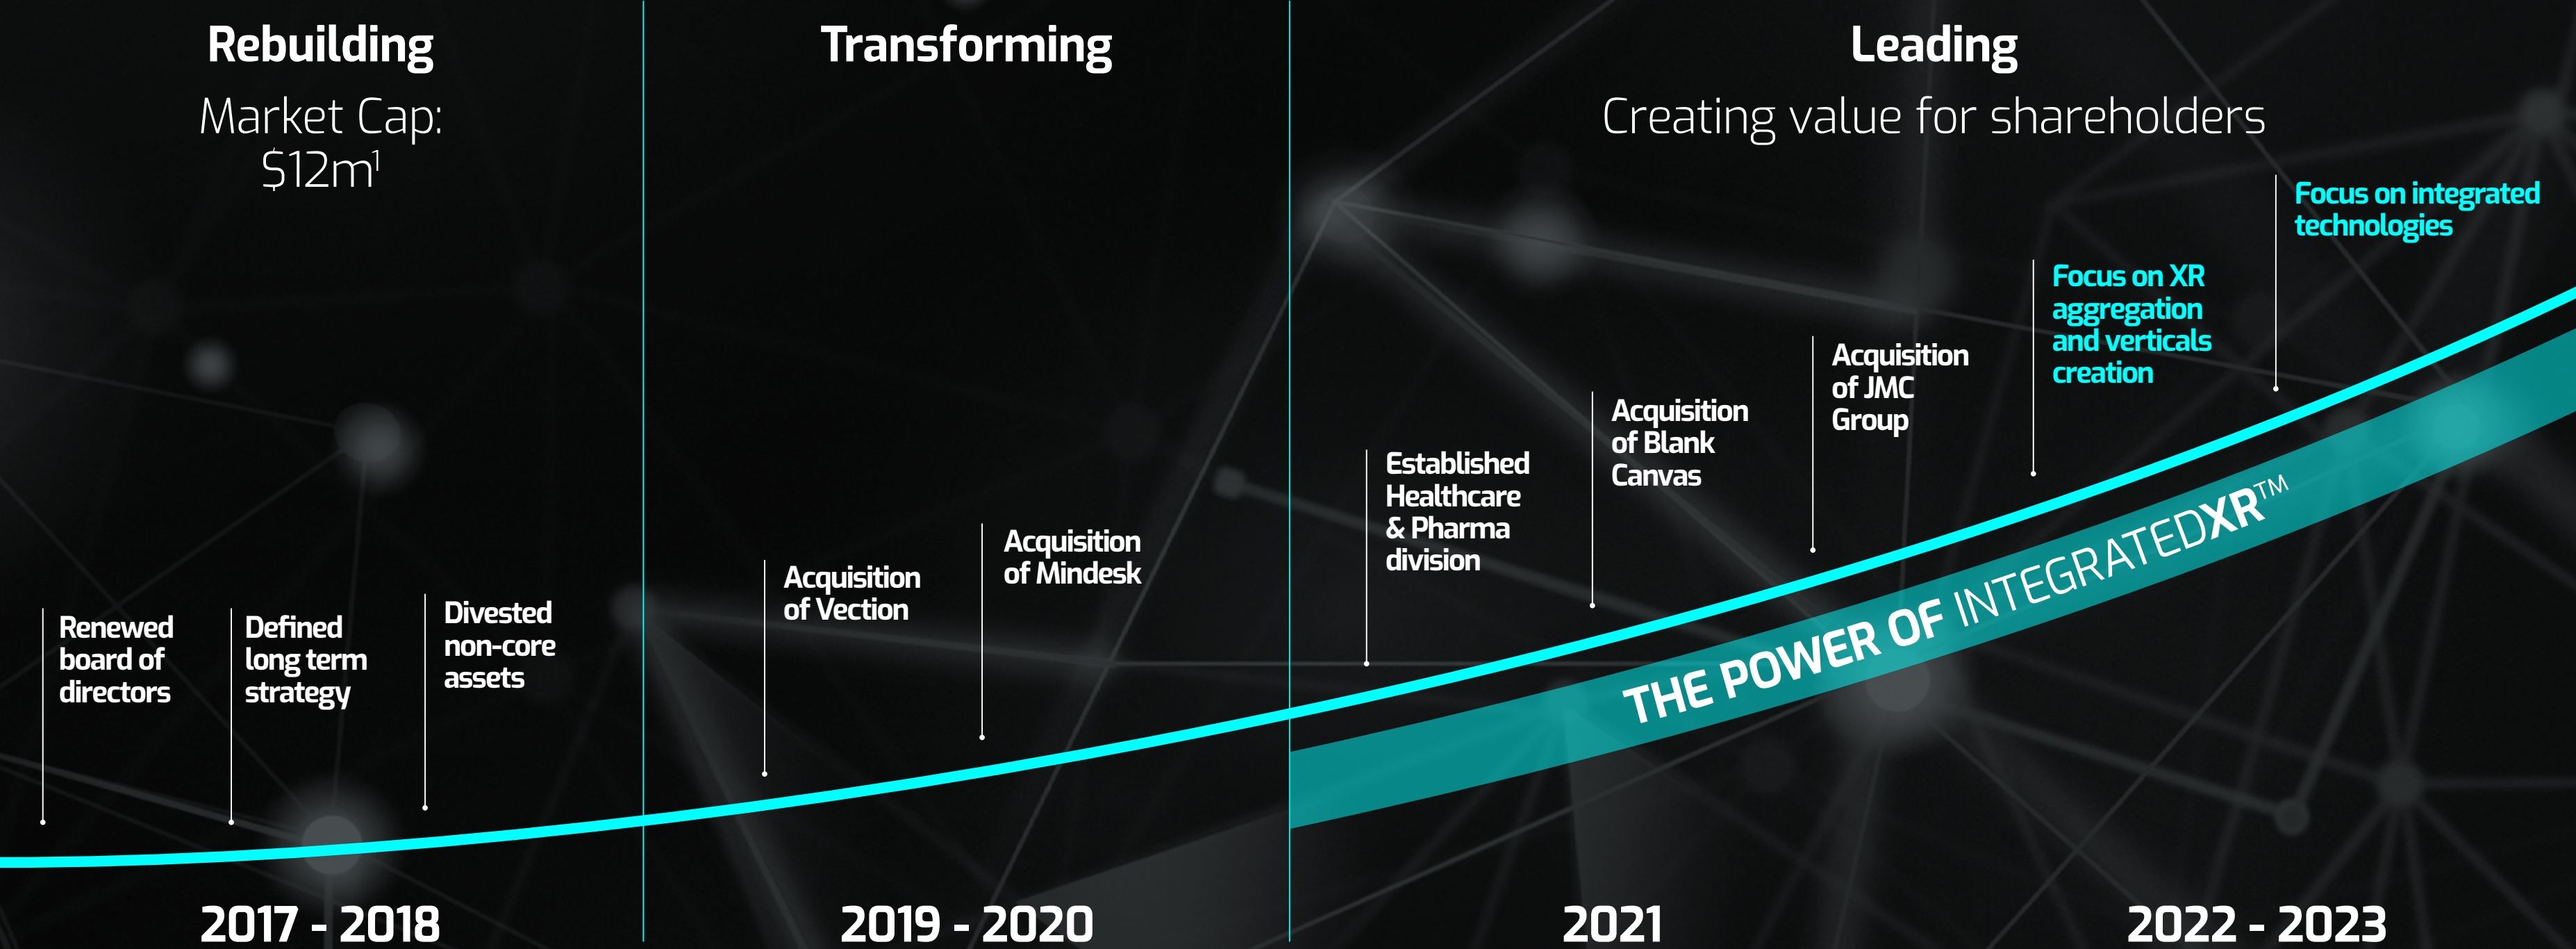 Rebuilding
Market Cap:
$12m¹
Renewed
board of
directors
Defined
long term
strategy
Divested
non-core
assets
2017 - 2018
Transforming
Acquisition
of Vection
Acquisition
of Mindesk
2019 - 2020
Leading
Creating value for shareholders
Established
Healthcare
& Pharma
division
Acquisition
of Blank
Canvas
Acquisition
of JMC
Group
Focus on XR
aggregation
and verticals
creation
Focus on integrated
technologies
THE POWER OF INTEGRATEDXR™
2021
2022 - 2023